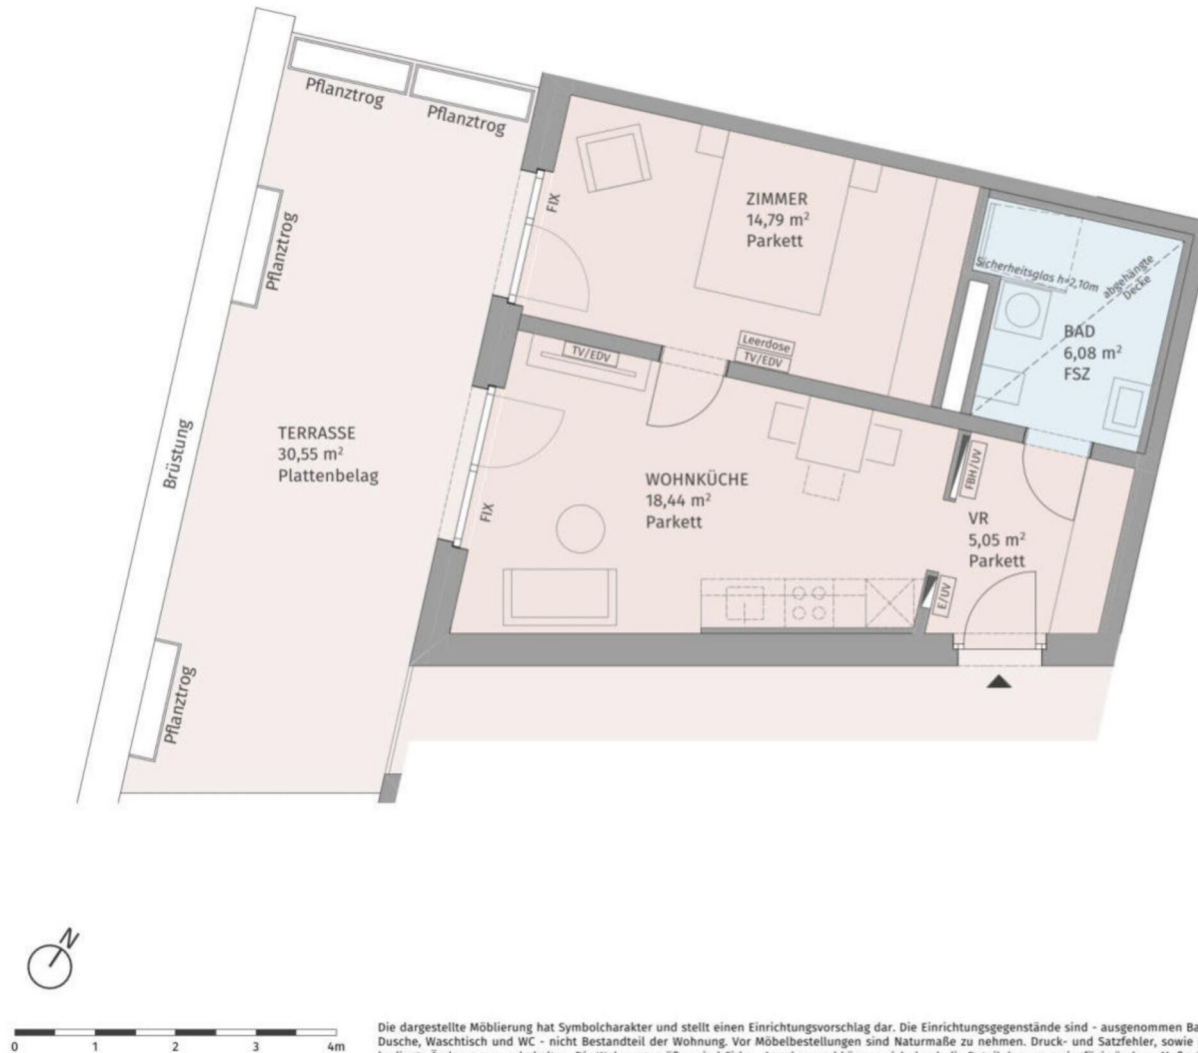 Pflanztrog
Pflanztrog
Pflanztrog
FIX
ZIMMER
14,79 m²
Parkett
Sicherheitsglas h=2,10m
abgehängte
Decke
BAD
6,08 m²
FSZ
Leerdose
TV/EDV
TV/EDV
Brüstung
TERRASSE
30,55 m²
Plattenbelag
WOHNKÜCHE
18,44 m²
Parkett
FIX
FBH/UV
VR
5,05 m²
Parkett
E/UV
Pflanztrog
N
0 1 2 3 4m
Die dargestellte Möblierung hat Symbolcharakter und stellt einen Einrichtungsvorschlag dar. Die Einrichtungsgegenstände sind - ausgenommen Ba
Dusche, Waschtisch und WC - nicht Bestandteil der Wohnung. Vor Möbelbestellungen sind Naturmaße zu nehmen. Druck- und Satzfehler, sowie